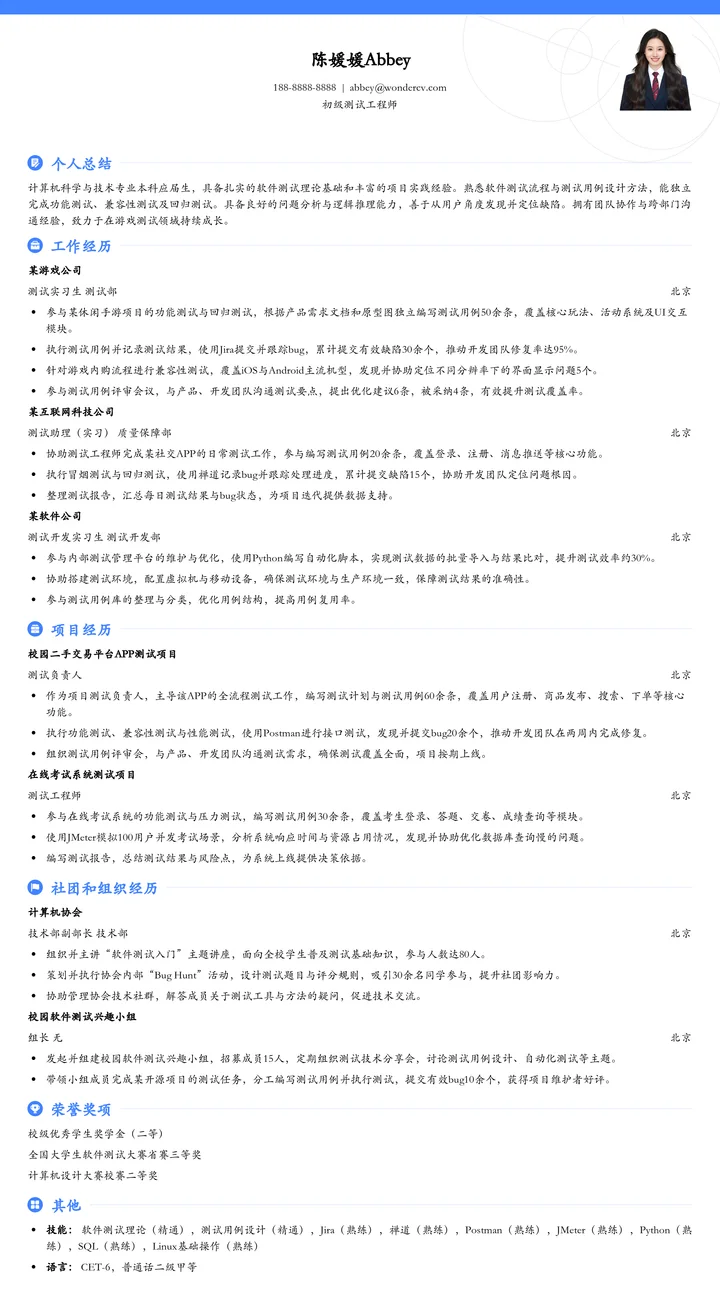 陈媛媛Abbey
188-8888-8888 | abbey@wondercv.com
初级测试工程师
个人总结
计算机科学与技术专业本科应届生，具备扎实的软件测试理论基础和丰富的项目实践经验。熟悉软件测试流程与测试用例设计方法，能独立
完成功能测试、兼容性测试及回归测试。具备良好的问题分析与逻辑推理能力，善于从用户角度发现并定位缺陷。拥有团队协作与跨部门沟
通经验，致力于在游戏测试领域持续成长。
工作经历
某游戏公司
测试实习生 测试部 北京
• 参与某休闲手游项目的功能测试与回归测试，根据产品需求文档和原型图独立编写测试用例50余条，覆盖核心玩法、活动系统及UI交互
模块。
• 执行测试用例并记录测试结果，使用Jira提交并跟踪bug，累计提交有效缺陷30余个，推动开发团队修复率达95%。
• 针对游戏内购流程进行兼容性测试，覆盖iOS与Android主流机型，发现并协助定位不同分辨率下的界面显示问题5个。
• 参与测试用例评审会议，与产品、开发团队沟通测试要点，提出优化建议6条，被采纳4条，有效提升测试覆盖率。
某互联网科技公司
测试助理（实习） 质量保障部 北京
• 协助测试工程师完成某社交APP的日常测试工作，参与编写测试用例20余条，覆盖登录、注册、消息推送等核心功能。
• 执行冒烟测试与回归测试，使用禅道记录bug并跟踪处理进度，累计提交缺陷15个，协助开发团队定位问题根因。
• 整理测试报告，汇总每日测试结果与bug状态，为项目迭代提供数据支持。
某软件公司
测试开发实习生 测试开发部 北京
• 参与内部测试管理平台的维护与优化，使用Python编写自动化脚本，实现测试数据的批量导入与结果比对，提升测试效率约30%。
• 协助搭建测试环境，配置虚拟机与移动设备，确保测试环境与生产环境一致，保障测试结果的准确性。
• 参与测试用例库的整理与分类，优化用例结构，提高用例复用率。
项目经历
校园二手交易平台APP测试项目
测试负责人 北京
• 作为项目测试负责人，主导该APP的全流程测试工作，编写测试计划与测试用例60余条，覆盖用户注册、商品发布、搜索、下单等核心
功能。
• 执行功能测试、兼容性测试与性能测试，使用Postman进行接口测试，发现并提交bug20余个，推动开发团队在两周内完成修复。
• 组织测试用例评审会，与产品、开发团队沟通测试需求，确保测试覆盖全面，项目按期上线。
在线考试系统测试项目
测试工程师 北京
• 参与在线考试系统的功能测试与压力测试，编写测试用例30余条，覆盖考生登录、答题、交卷、成绩查询等模块。
• 使用JMeter模拟100用户并发考试场景，分析系统响应时间与资源占用情况，发现并协助优化数据库查询慢的问题。
• 编写测试报告，总结测试结果与风险点，为系统上线提供决策依据。
社团和组织经历
计算机协会
技术部副部长 技术部 北京
• 组织并主讲“软件测试入门”主题讲座，面向全校学生普及测试基础知识，参与人数达80人。
• 策划并执行协会内部“Bug Hunt”活动，设计测试题目与评分规则，吸引30余名同学参与，提升社团影响力。
• 协助管理协会技术社群，解答成员关于测试工具与方法的疑问，促进技术交流。
校园软件测试兴趣小组
组长 无 北京
• 发起并组建校园软件测试兴趣小组，招募成员15人，定期组织测试技术分享会，讨论测试用例设计、自动化测试等主题。
• 带领小组成员完成某开源项目的测试任务，分工编写测试用例并执行测试，提交有效bug10余个，获得项目维护者好评。
荣誉奖项
校级优秀学生奖学金（二等）
全国大学生软件测试大赛省赛三等奖
计算机设计大赛校赛二等奖
其他
• 技能： 软件测试理论（精通）, 测试用例设计（精通）, Jira（熟练）, 禅道（熟练）, Postman（熟练）, JMeter（熟练）, Python（熟
练）, SQL（熟练）, Linux基础操作（熟练）
• 语言： CET-6，普通话二级甲等